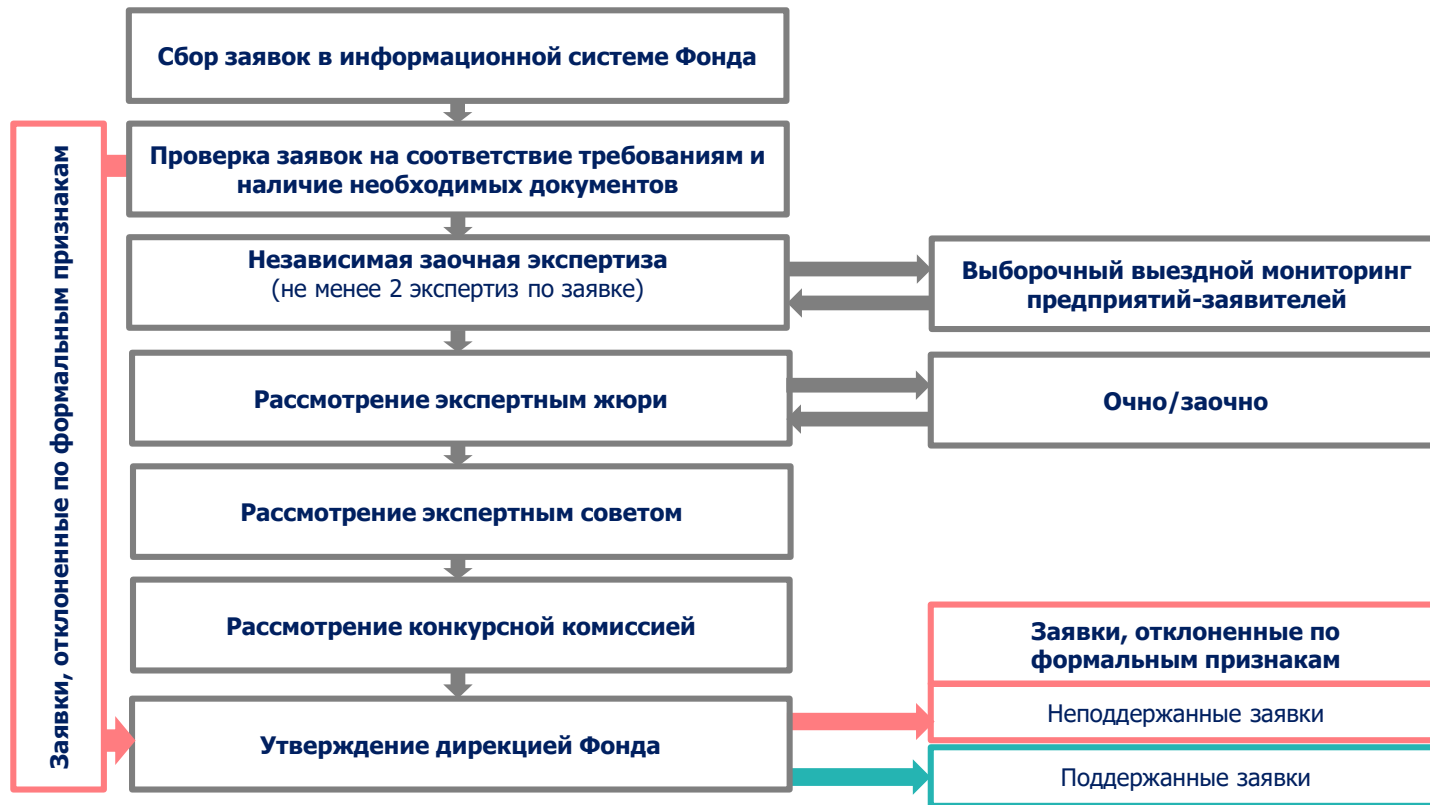 Сбор заявок в информационной системе Фонда
Заявки, отклоненные по формальным признакам
Проверка заявок на соответствие требованиям и
наличие необходимых документов
Независимая заочная экспертиза
(не менее 2 экспертиз по заявке)
Выборочный выездной мониторинг
предприятий-заявителей
Рассмотрение экспертным жюри
Очно/заочно
Рассмотрение экспертным советом
Рассмотрение конкурсной комиссией
Утверждение дирекцией Фонда
Заявки, отклоненные по
формальным признакам
Неподдержанные заявки
Поддержанные заявки